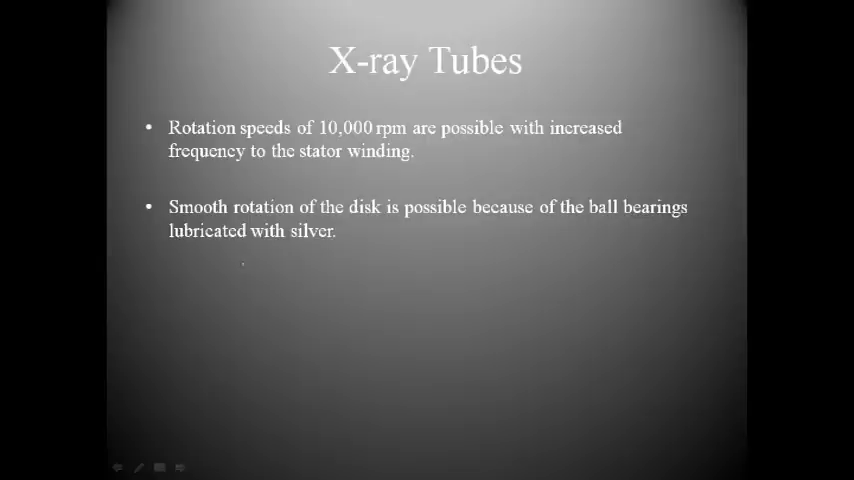 X-ray Tubes
• Rotation speeds of 10,000 rpm are possible with increased
frequency to the stator winding.
• Smooth rotation of the disk is possible because of the ball bearings
lubricated with silver.